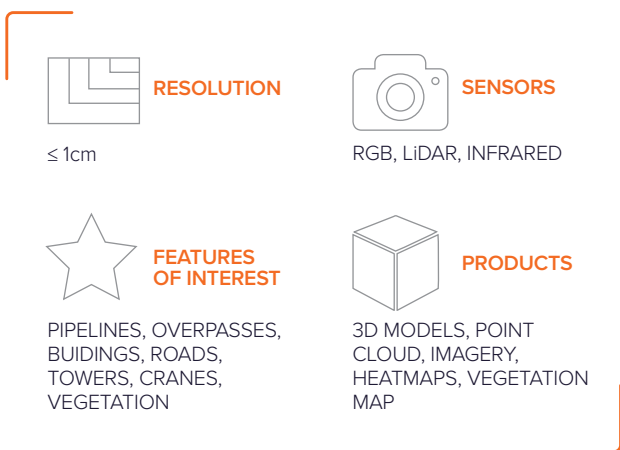 RESOLUTION
≤ 1cm
SENSORS
RGB, LiDAR, INFRARED
FEATURES
OF INTEREST
PIPELINES, OVERPASSES,
BUIDINGS, ROADS,
TOWERS, CRANES,
VEGETATION
PRODUCTS
3D MODELS, POINT
CLOUD, IMAGERY,
HEATMAPS, VEGETATION
MAP